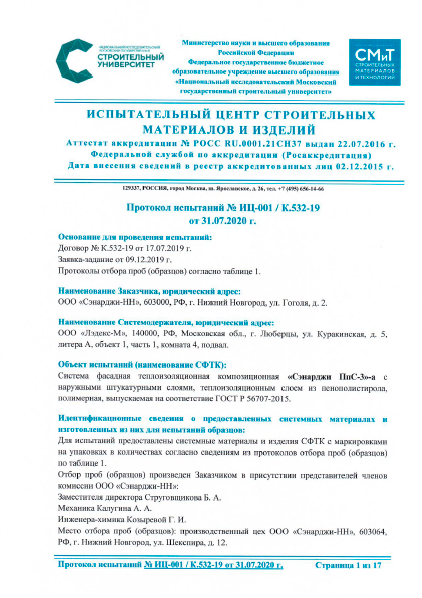 НАЦИОНАЛЬНЫЙ ИССЛЕДОВАТЕЛЬСКИЙ
МОСКОВСКИЙ ГОСУДАРСТВЕННЫЙ
СТРОИТЕЛЬНЫЙ
УНИВЕРСИТЕТ
Министерство науки и высшего образования
Российской Федерации
Федеральное государственное бюджетное
образовательное учреждение высшего образования
«Национальный исследовательский Московский
государственный строительный университет»
СМиТ
СТРОИТЕЛЬНЫХ
МАТЕРИАЛОВ
И ТЕХНОЛОГИЙ
ИСПЫТАТЕЛЬНЫЙ ЦЕНТР СТРОИТЕЛЬНЫХ
МАТЕРИАЛОВ И ИЗДЕЛИЙ
Аттестат аккредитации № РОСС RU.0001.21СН37 выдан 22.07.2016 г.
Федеральной службой по аккредитации (Росаккредитация)
Дата внесения сведений в реестр аккредитованных лиц 02.12.2015 г.
129337, РОССИЯ, город Москва, ш. Ярославское, д. 26, тел. +7 (495) 656-14-66
Протокол испытаний № ИЦ-001 / К.532-19
от 31.07.2020 г.
Основание для проведения испытаний:
Договор № К.532-19 от 17.07.2019 г.
Заявка-задание от 09.12.2019 г.
Протоколы отбора проб (образцов) согласно таблице 1.
Наименование Заказчика, юридический адрес:
ООО «Сэнарджи-НН», 603000, РФ, г. Нижний Новгород, ул. Гоголя, д. 2.
Наименование Системодержателя, юридический адрес:
ООО «Лэдекс-М», 140000, РФ, Московская обл., г. Люберцы, ул. Куракинская, д. 5,
литера А, объект 1, часть 1, комната 4, подвал.
Объект испытаний (наименование СФТК):
Система фасадная теплоизоляционная композиционная «Сэнарджи ПпС-3»-а с
наружными штукатурными слоями, теплоизоляционным слоем из пенополистирола,
полимерная, выпускаемая на соответствие ГОСТ Р 56707-2015.
Идентификационные сведения о предоставленных системных материалах и
изготовленных из них для испытаний образцов:
Для испытаний предоставлены системные материалы и изделия СФТК с маркировками
на упаковках в количествах согласно сведениям из протоколов отбора проб (образцов)
по таблице 1.
Отбор проб (образцов) произведен Заказчиком в присутствии представителей членов
комиссии ООО «Сэнарджи-НН»:
Заместителя директора Струговщикова Б. А.
Механика Калугина А. А.
Инженера-химика Козыревой Г. И.
Место отбора проб (образцов): производственный цех ООО «Сэнарджи-НН», 603064,
РФ, г. Нижний Новгород, ул. Шекспира, д. 12.
Протокол испытаний № ИЦ-001 / К.532-19 от 31.07.2020 г. Страница 1 из 17